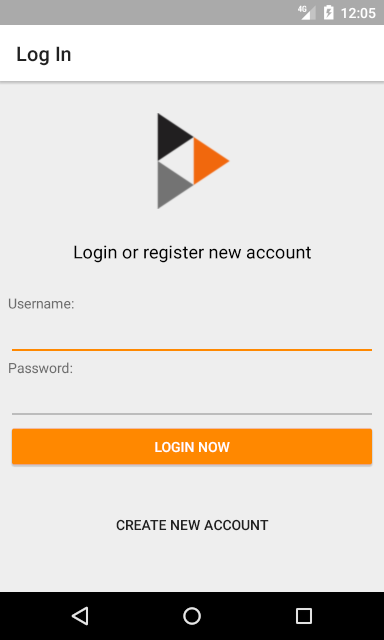 4G 12:05
Log In
Login or register new account
Username:
Password:
LOGIN NOW
CREATE NEW ACCOUNT